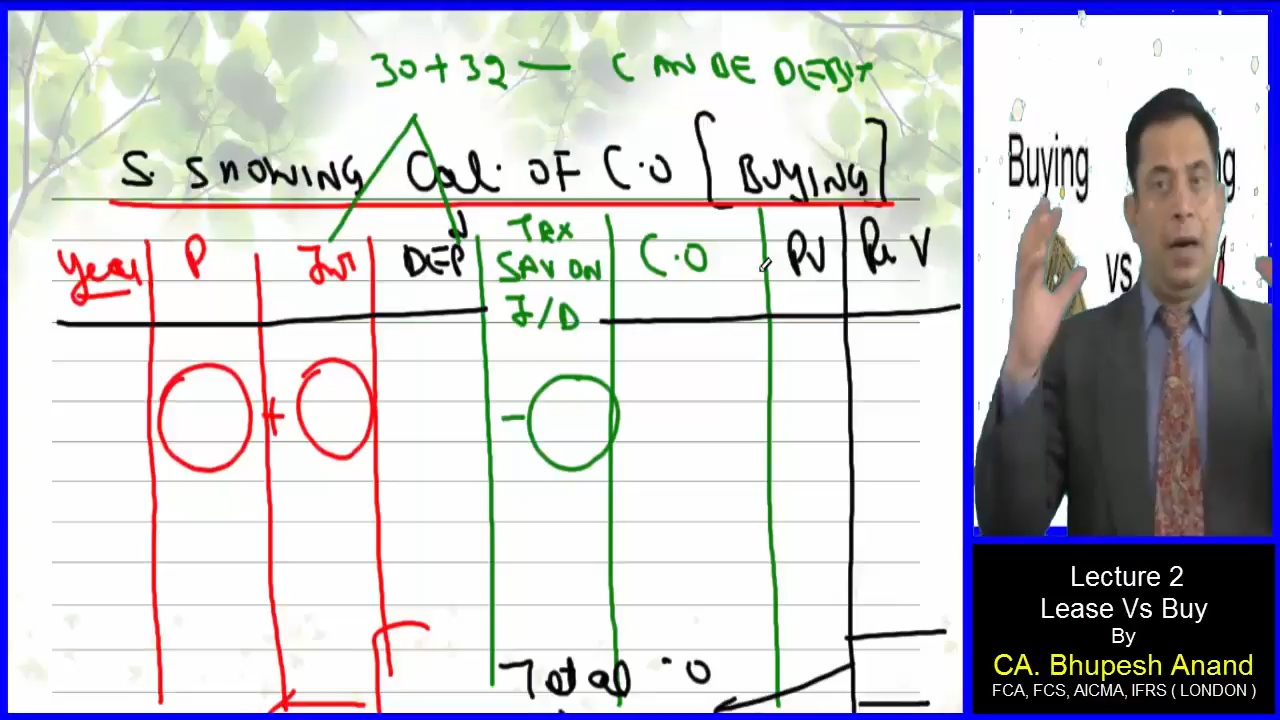 30+32 — CAN BE DEBIT
S. SHOWING Cal. OF C.O [BUYING]
Year P Int DEP TAX SAV ON I/D C.O PV
+ -
Total
Buying
VS
Lecture 2
Lease Vs Buy
By
CA. Bhupesh Anand
FCA, FCS, AICMA, IFRS ( LONDON )